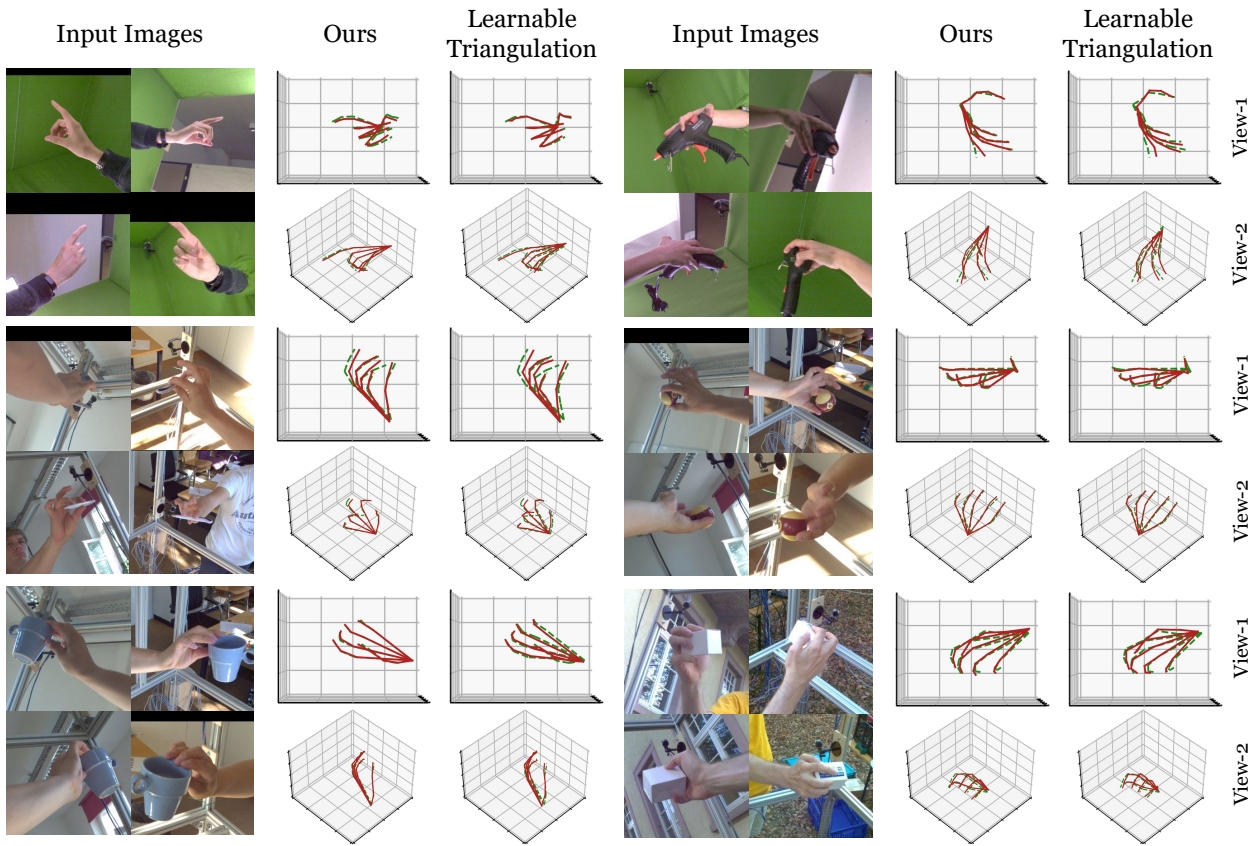 Input Images
Ours
Learnable
Triangulation
Input Images
Ours
Learnable
Triangulation
View-1
View-2
View-1
View-2
View-1
View-2